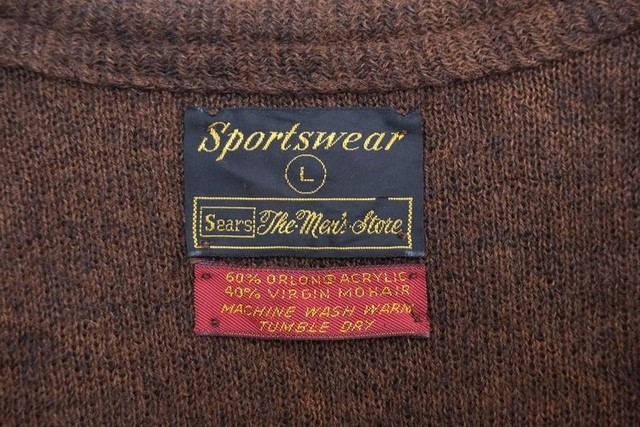 Sportswear
L
Sears The Men's Store
60% ORLON® ACRYLIC
40% VIRGIN MOHAIR
MACHINE WASH WARM
TUMBLE DRY